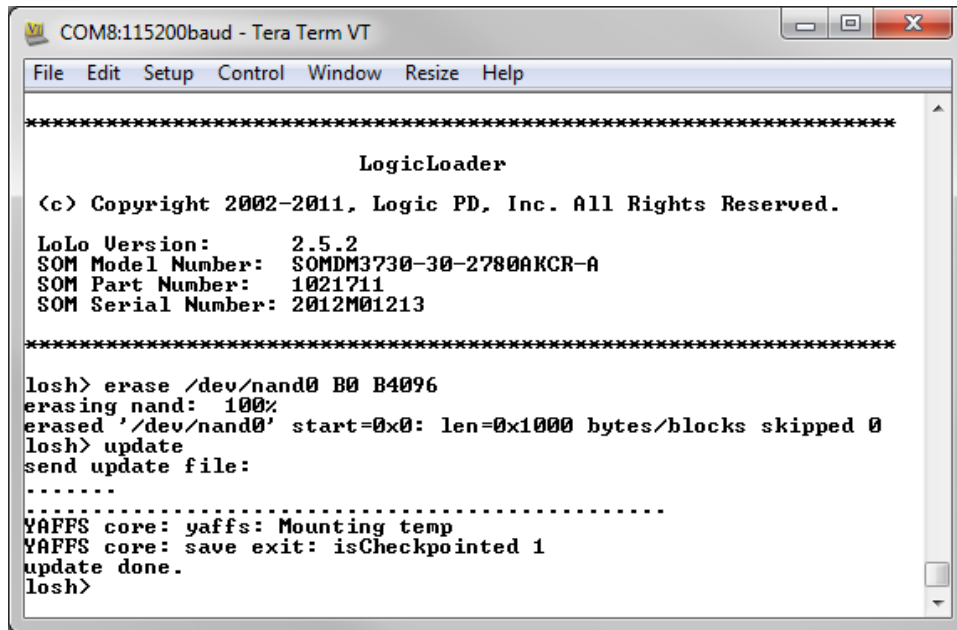 COM8:115200baud - Tera Term VT
File Edit Setup Control Window Resize Help
*****************************************************************
LogicLoader
(c) Copyright 2002-2011, Logic PD, Inc. All Rights Reserved.
LoLo Version: 2.5.2
SOM Model Number: SOMDM3730-30-2780AKCR-A
SOM Part Number: 1021711
SOM Serial Number: 2012M01213
*****************************************************************
losh> erase /dev/nand0 B0 B4096
erasing nand: 100%
erased '/dev/nand0' start=0x0: len=0x1000 bytes/blocks skipped 0
losh> update
send update file:
.......
................................................
YAFFS core: yaffs: Mounting temp
YAFFS core: save exit: isCheckpointed 1
update done.
losh>